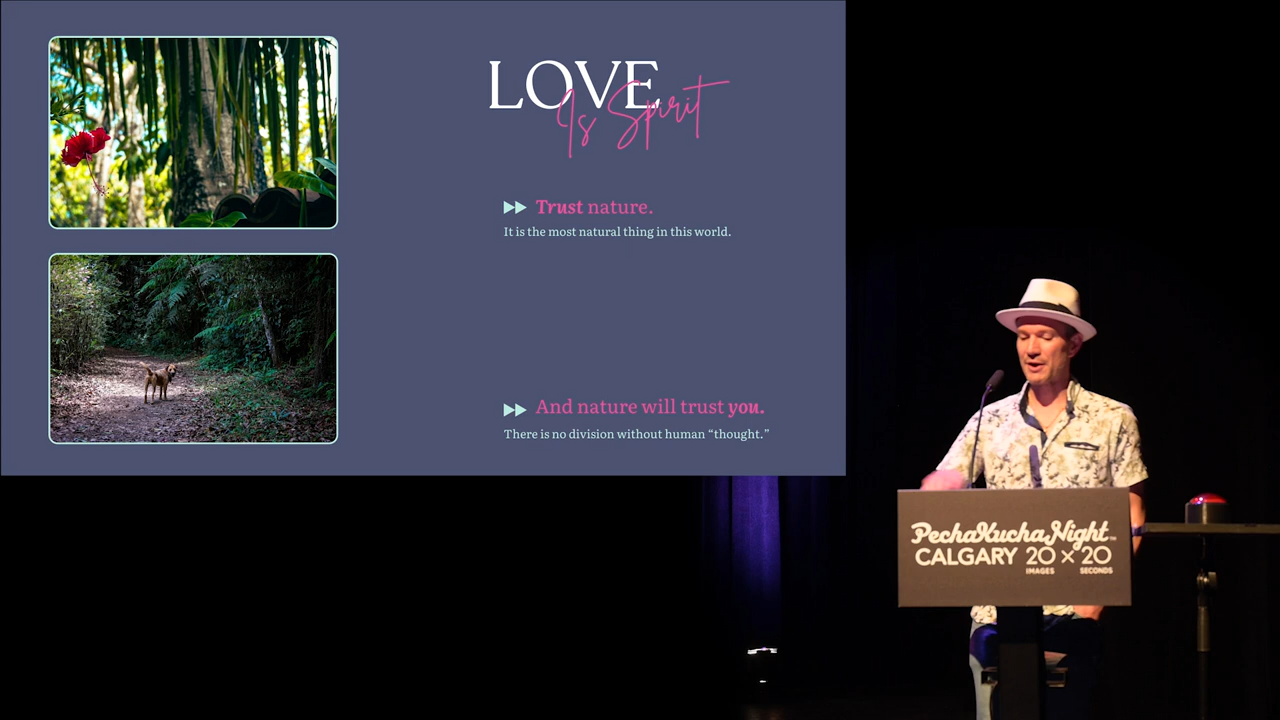 LOVE
Is Spirit
Trust nature.
It is the most natural thing in this world.
And nature will trust you.
There is no division without human “thought.”
PechaKucha Night™
CALGARY 20 × 20
IMAGES SECONDS